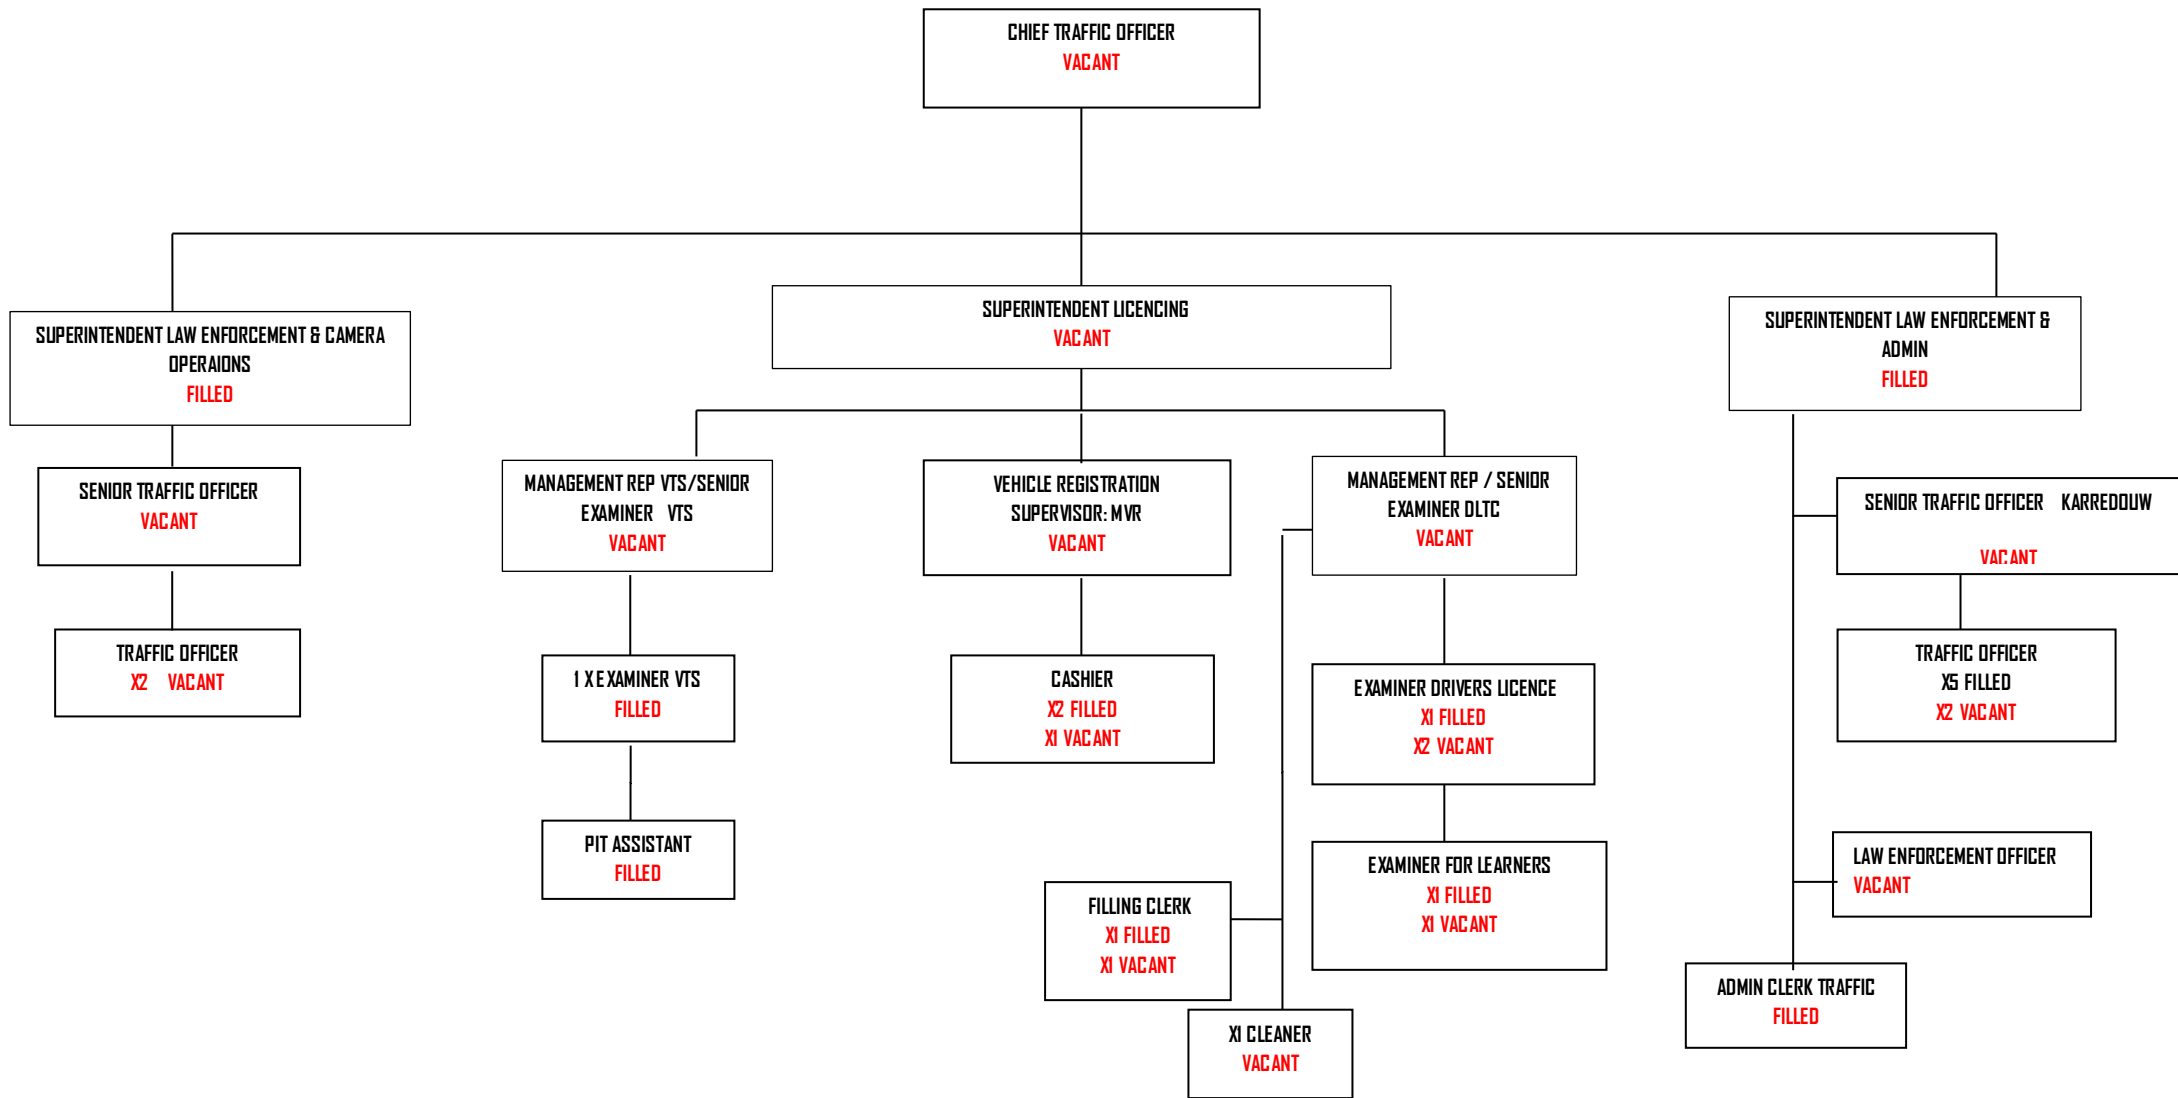 CHIEF TRAFFIC OFFICER
VACANT
SUPERINTENDENT LAW ENFORCEMENT & CAMERA
OPERAIONS
FILLED
SUPERINTENDENT LICENCING
VACANT
SUPERINTENDENT LAW ENFORCEMENT &
ADMIN
FILLED
SENIOR TRAFFIC OFFICER
VACANT
MANAGEMENT REP VTS/SENIOR
EXAMINER VTS
VACANT
VEHICLE REGISTRATION
SUPERVISOR: MVR
VACANT
MANAGEMENT REP / SENIOR
EXAMINER DLTC
VACANT
SENIOR TRAFFIC OFFICER KARREDOUW
VACANT
TRAFFIC OFFICER
X2 VACANT
1 X EXAMINER VTS
FILLED
CASHIER
X2 FILLED
X1 VACANT
EXAMINER DRIVERS LICENCE
X1 FILLED
X2 VACANT
TRAFFIC OFFICER
X5 FILLED
X2 VACANT
PIT ASSISTANT
FILLED
EXAMINER FOR LEARNERS
X1 FILLED
X1 VACANT
LAW ENFORCEMENT OFFICER
VACANT
FILLING CLERK
X1 FILLED
X1 VACANT
ADMIN CLERK TRAFFIC
FILLED
X1 CLEANER
VACANT